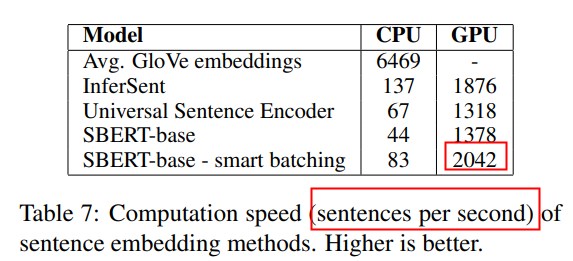 Model CPU GPU
Avg. GloVe embeddings 6469 -
InferSent 137 1876
Universal Sentence Encoder 67 1318
SBERT-base 44 1378
SBERT-base - smart batching 83 2042
Table 7: Computation speed (sentences per second) of
sentence embedding methods. Higher is better.